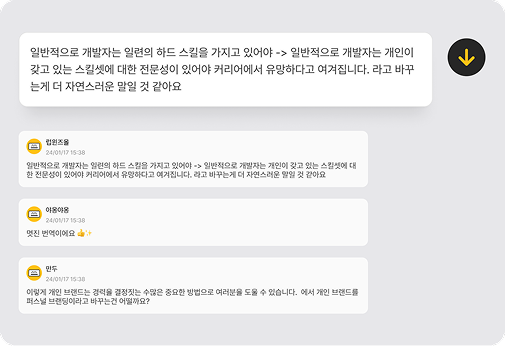 일반적으로 개발자는 일련의 하드 스킬을 가지고 있어야 -> 일반적으로 개발자는 개인이
갖고 있는 스킬셋에 대한 전문성이 있어야 커리어에서 유망하다고 여겨집니다. 라고 바꾸
는게 더 자연스러운 말일 것 같아요
럽윈즈올
24/01/17 15:38
일반적으로 개발자는 일련의 하드 스킬을 가지고 있어야 -> 일반적으로 개발자는 개인이 갖고 있는 스킬셋에 대
한 전문성이 있어야 커리어에서 유망하다고 여겨집니다. 라고 바꾸는게 더 자연스러운 말일 것 같아요
야옹야옹
24/01/17 15:38
멋진 번역이에요 👍✨
만두
24/01/17 15:38
이렇게 개인 브랜드는 경력을 결정짓는 수많은 중요한 방법으로 여러분을 도울 수 있습니다. 에서 개인 브랜드를
퍼스널 브랜딩이라고 바꾸는건 어떨까요?